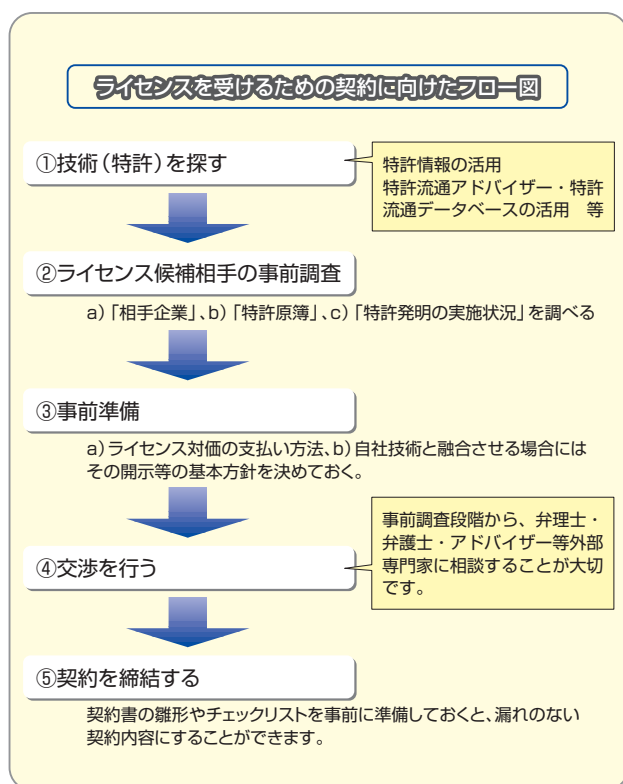 ライセンスを受けるための契約に向けたフロー図
①技術（特許）を探す
特許情報の活用
特許流通アドバイザー・特許
流通データベースの活用　等
②ライセンス候補相手の事前調査
a）「相手企業」、b）「特許原簿」、c）「特許発明の実施状況」を調べる
③事前準備
a）ライセンス対価の支払い方法、b）自社技術と融合させる場合には
その開示等の基本方針を決めておく。
④交渉を行う
事前調査段階から、弁理士・
弁護士・アドバイザー等外部
専門家に相談することが大切
です。
⑤契約を締結する
契約書の雛形やチェックリストを事前に準備しておくと、漏れのない
契約内容にすることができます。